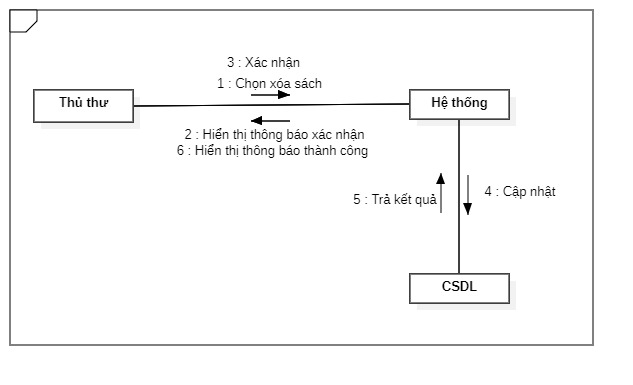 3 : Xác nhận
1 : Chọn xóa sách
Thủ thư
Hệ thống
2 : Hiển thị thông báo xác nhận
6 : Hiển thị thông báo thành công
5 : Trả kết quả
4 : Cập nhật
CSDL